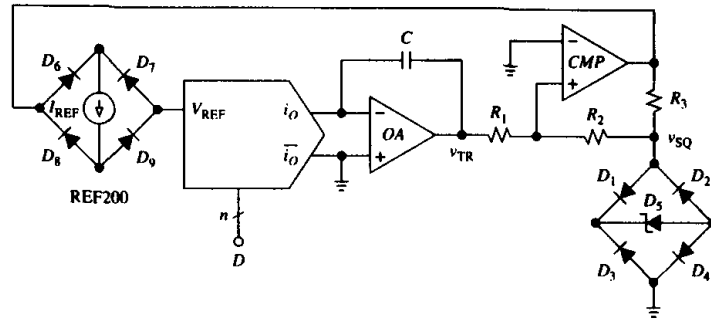 C
D6
D7
IREF
D8
D9
REF200
VREF
iO
iO
n
D
−
+
OA
vTR
R1
−
+
CMP
R2
R3
vSQ
D1
D2
D5
D3
D4